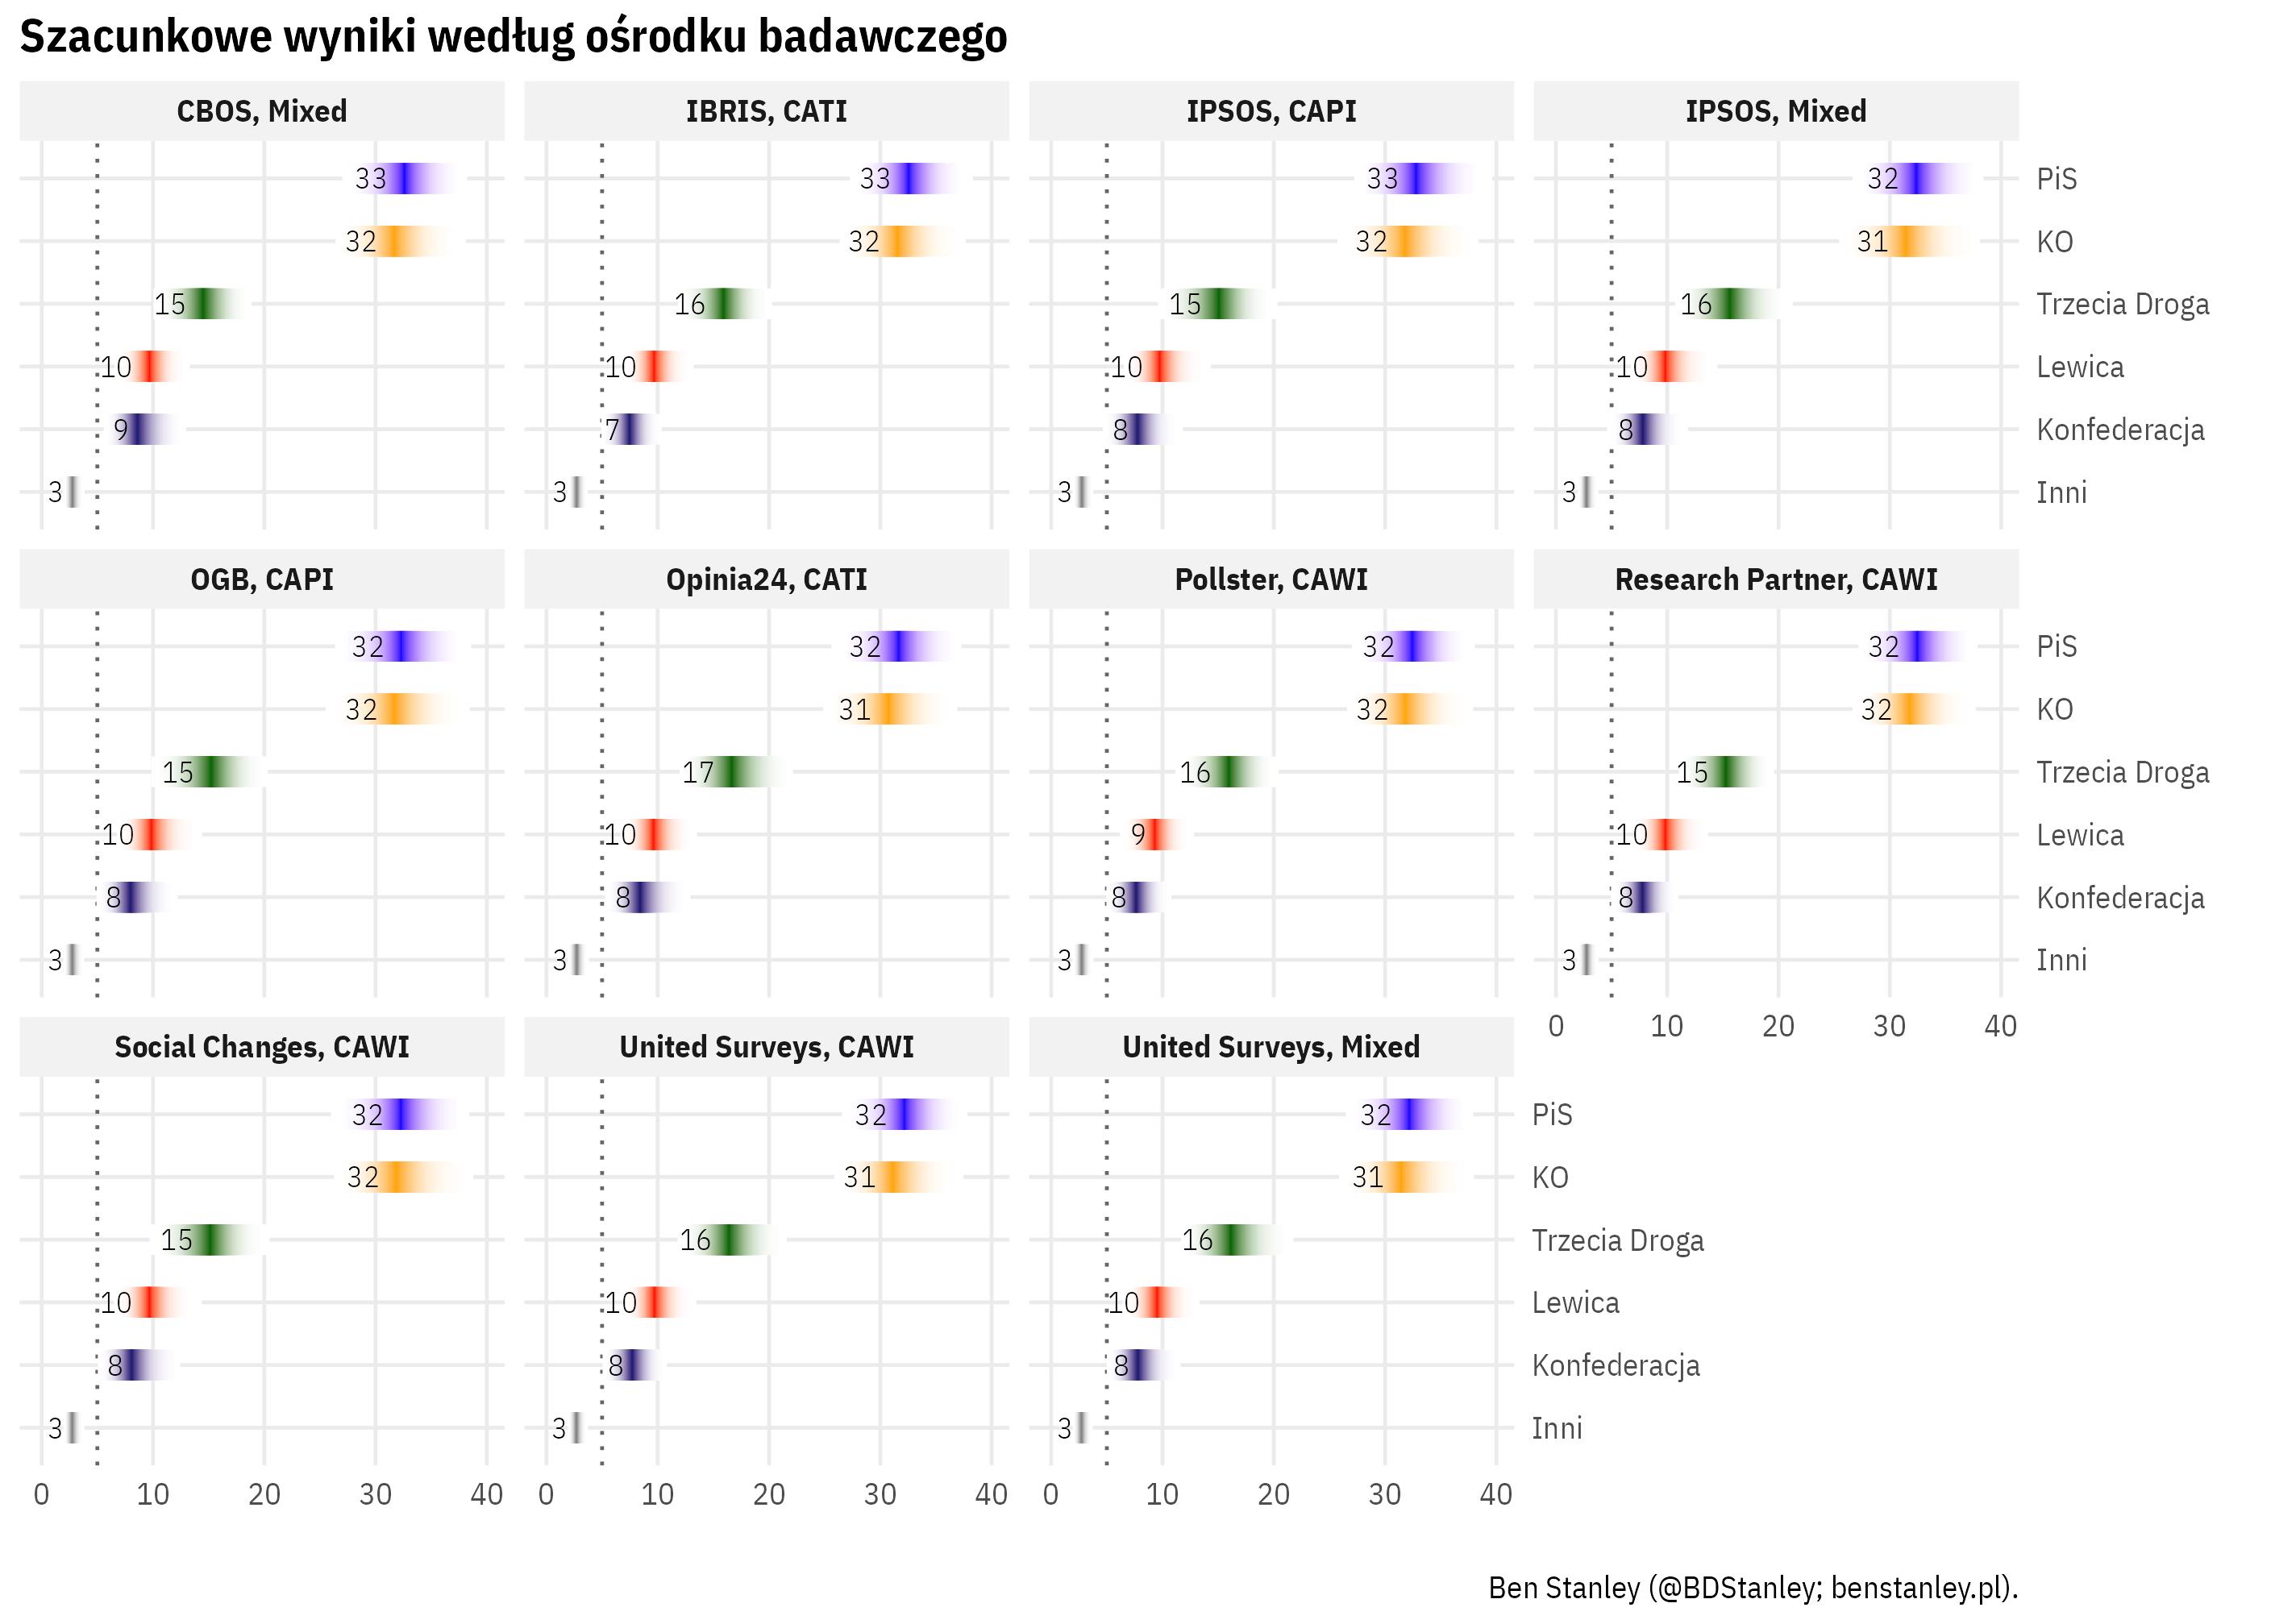 Szacunkowe wyniki według ośrodku badawczego
CBOS, Mixed
IBRIS, CATI
IPSOS, CAPI
IPSOS, Mixed
33 33 33 32 PiS
32 32 32 31 KO
15 16 15 16 Trzecia Droga
10 10 10 10 Lewica
9 7 8 8 Konfederacja
3 3 3 3 Inni
OGB, CAPI
Opinia24, CATI
Pollster, CAWI
Research Partner, CAWI
32 32 32 32 PiS
32 31 32 32 KO
15 17 16 15 Trzecia Droga
10 10 9 10 Lewica
8 8 8 8 Konfederacja
3 3 3 3 Inni
0 10 20 30 40
Social Changes, CAWI
United Surveys, CAWI
United Surveys, Mixed
32 32 32 PiS
32 31 31 KO
15 16 16 Trzecia Droga
10 10 10 Lewica
8 8 8 Konfederacja
3 3 3 Inni
0 10 20 30 40 0 10 20 30 40 0 10 20 30 40
Ben Stanley (@BDStanley; benstanley.pl).